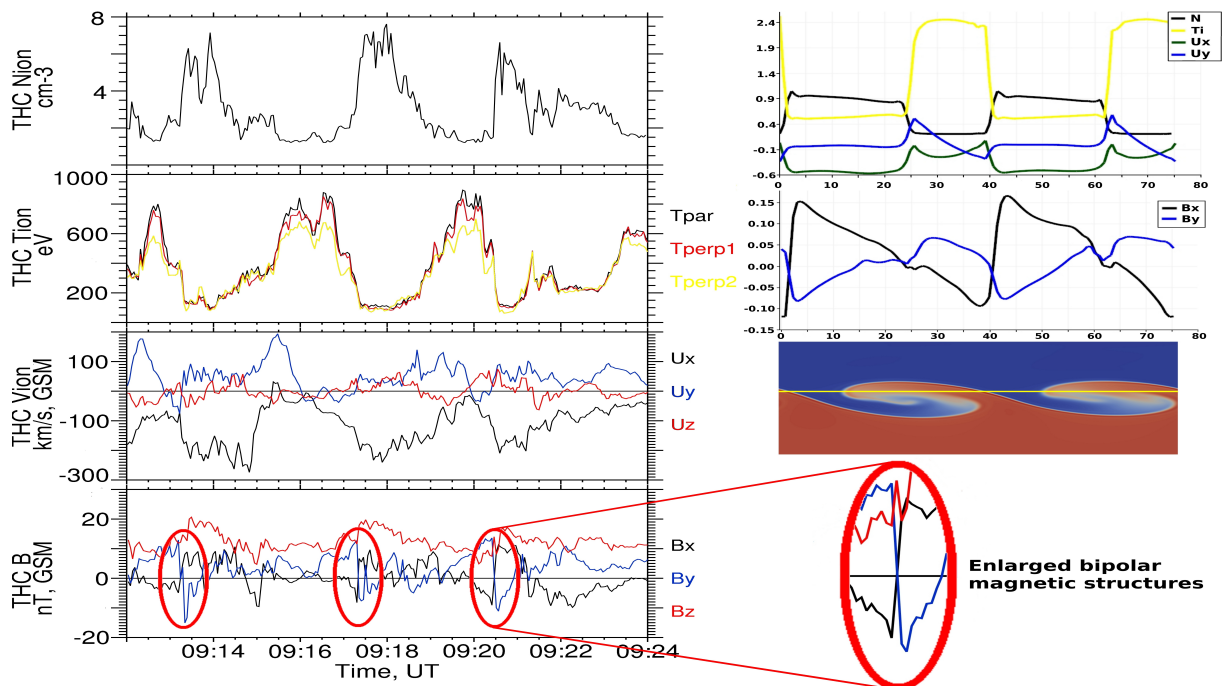 THC Nion
cm-3
8
4
THC Tion
eV
1000
600
200
Tpar
Tperp1
Tperp2
THC Vion
km/s, GSM
100
-100
-300
Ux
Uy
Uz
THC B
nT, GSM
20
0
-20
Bx
By
Bz
09:14 09:16 09:18 09:20 09:22 09:24
Time, UT
N
Ti
Ux
Uy
2.4
1.9
1.4
0.9
0.4
-0.1
-0.6
0 10 20 30 40 50 60 70 80
Bx
By
0.15
0.10
0.05
0.00
-0.05
-0.10
-0.15
0 10 20 30 40 50 60 70 80
Enlarged bipolar
magnetic structures